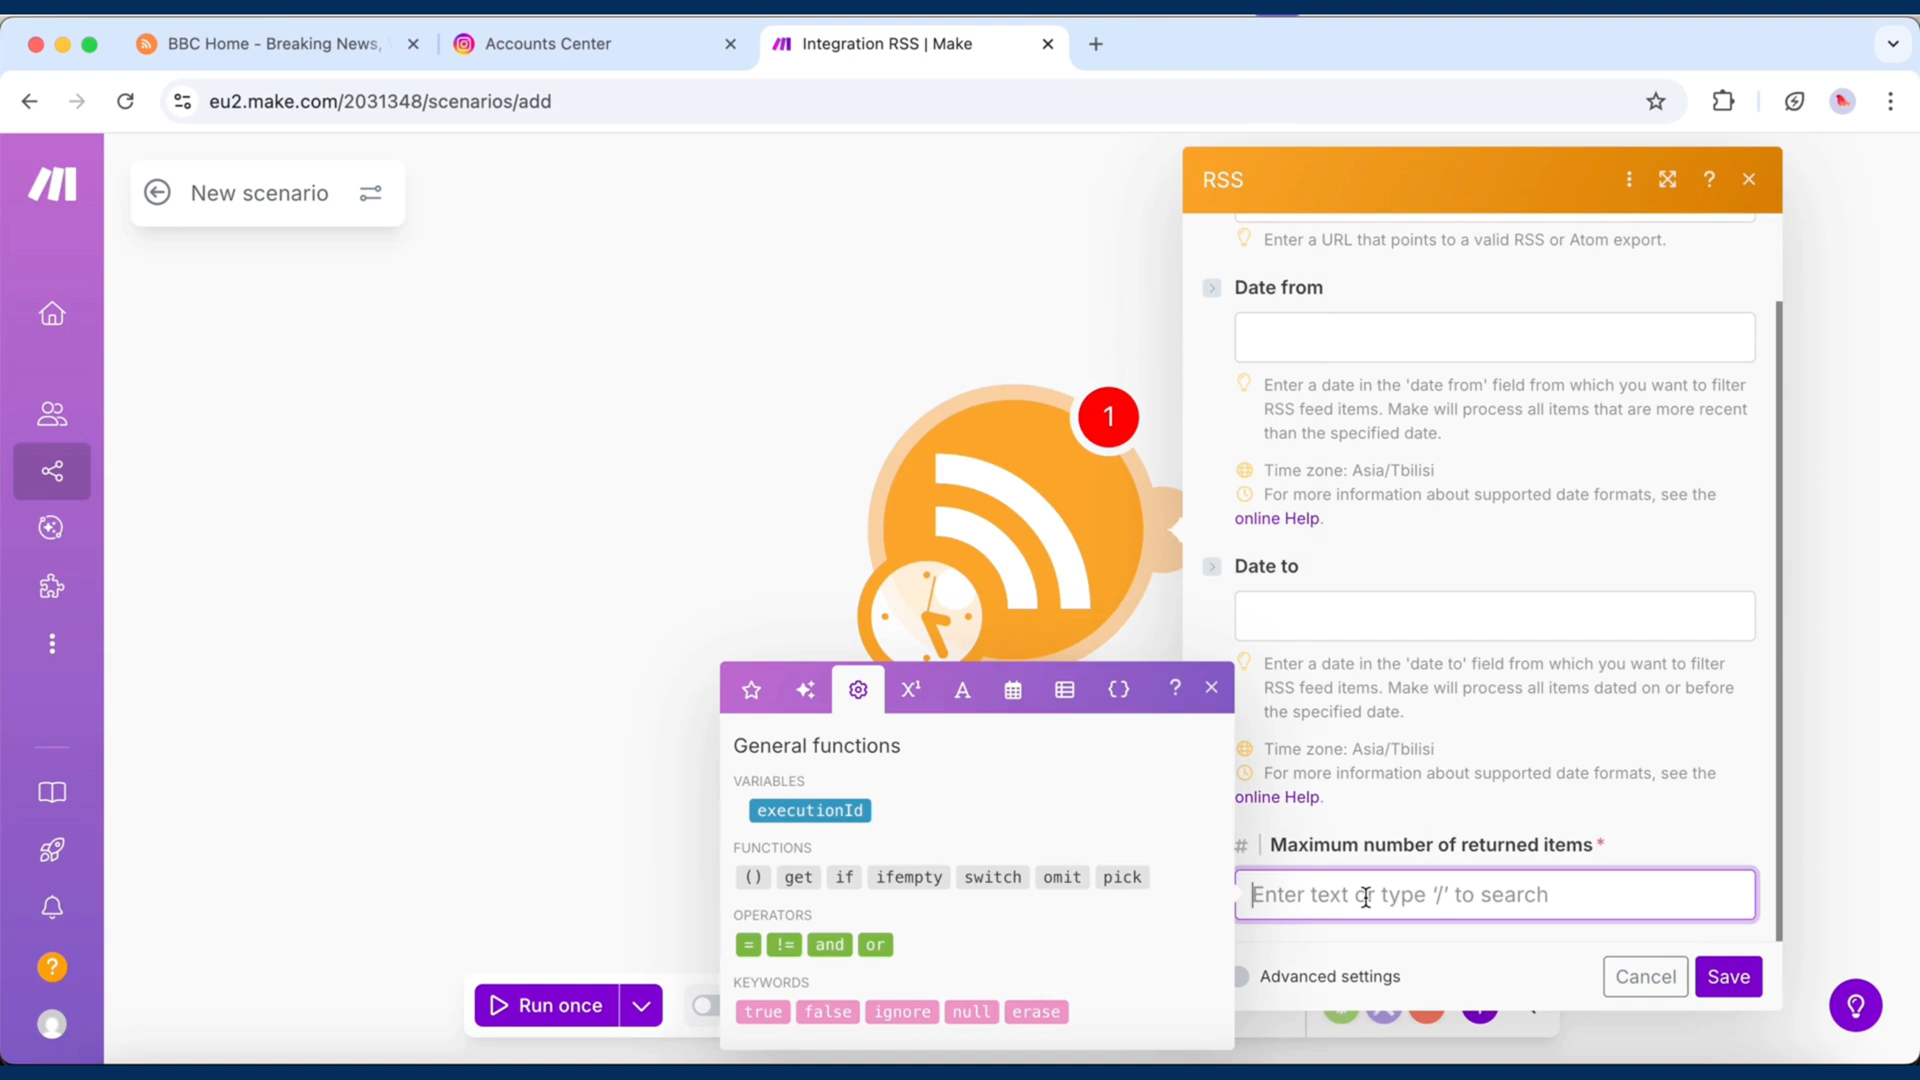 BBC Home - Breaking News,
Accounts Center
Integration RSS | Make
eu2.make.com/2031348/scenarios/add
New scenario
RSS
?
Enter a URL that points to a valid RSS or Atom export.
Date from
Enter a date in the 'date from' field from which you want to filter
RSS feed items. Make will process all items that are more recent
than the specified date.
Time zone: Asia/Tbilisi
For more information about supported date formats, see the
online Help.
Date to
Enter a date in the 'date to' field from which you want to filter
RSS feed items. Make will process all items dated on or before
the specified date.
Time zone: Asia/Tbilisi
For more information about supported date formats, see the
online Help.
# | Maximum number of returned items *
Enter text or type '/' to search
Advanced settings
Cancel
Save
1
X¹ A {} ?
General functions
VARIABLES
executionId
FUNCTIONS
() get if ifempty switch omit pick
OPERATORS
= != and or
KEYWORDS
true false ignore null erase
Run once
?